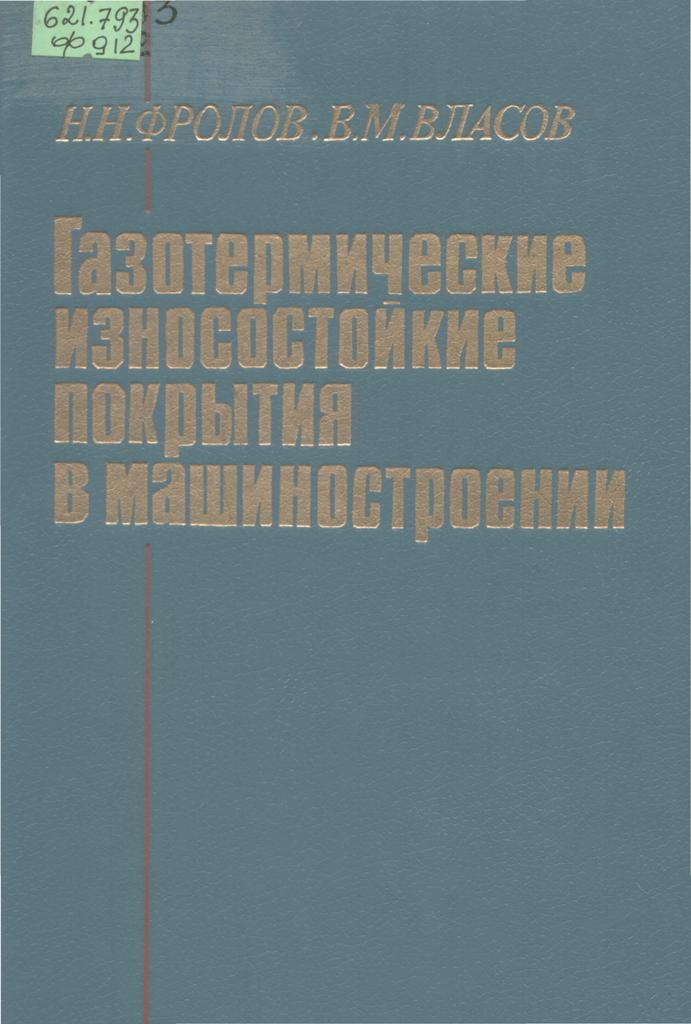 621.793
Ф912
Н.Н.ФРОЛОВ, В.М.ВЛАСОВ
Газотермические
износостойкие
покрытия
в машиностроении